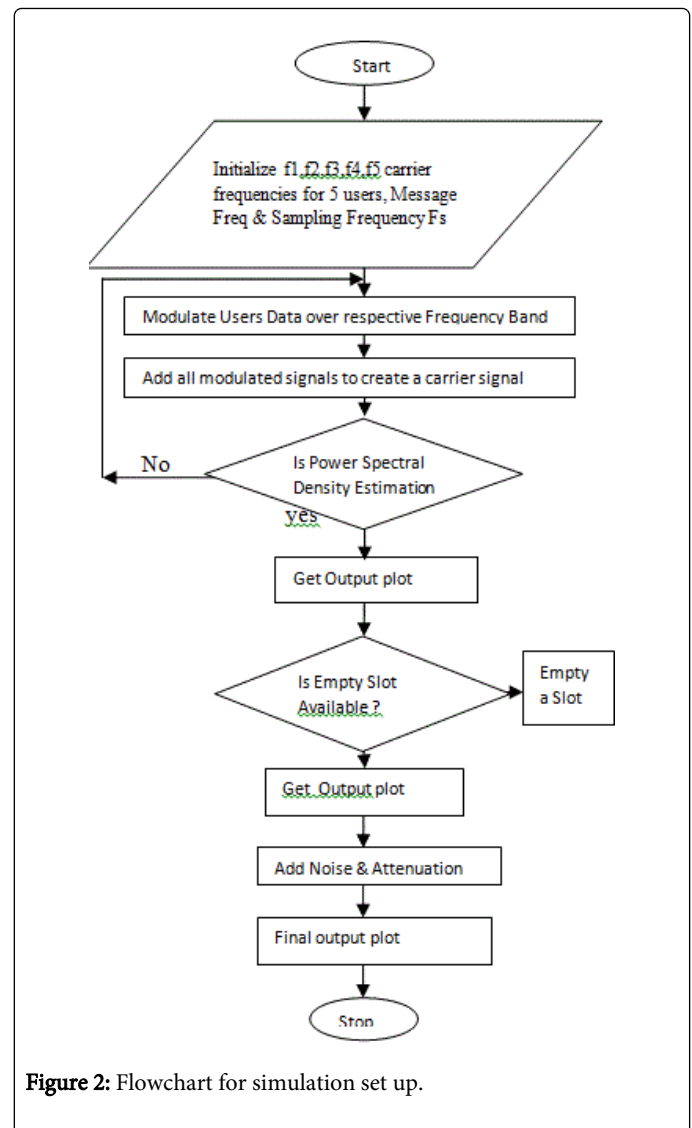 Start
Initialize f1,f2,f3,f4,f5 carrier
frequencies for 5 users, Message
Freq & Sampling Frequency Fs
Modulate Users Data over respective Frequency Band
Add all modulated signals to create a carrier signal
No
Is Power Spectral
Density Estimation
yes
Get Output plot
Is Empty Slot
Available ?
Empty
a Slot
Get Output plot
Add Noise & Attenuation
Final output plot
Stop
Figure 2: Flowchart for simulation set up.